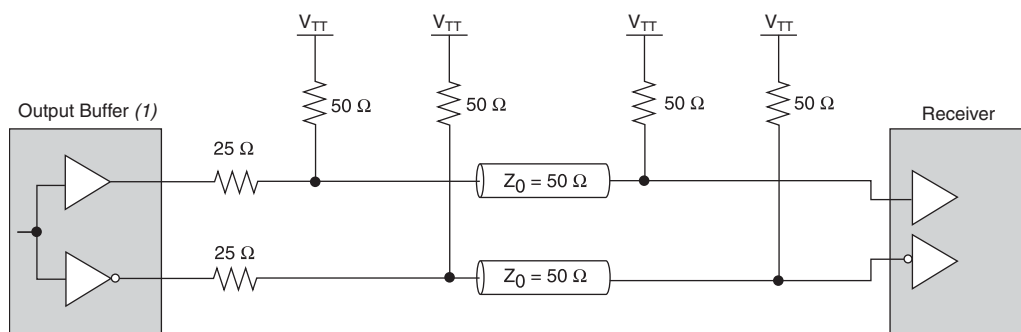 V_TT V_TT V_TT V_TT
50 Ω 50 Ω 50 Ω 50 Ω
Output Buffer (1) Receiver
25 Ω
Z_0 = 50 Ω
25 Ω
Z_0 = 50 Ω